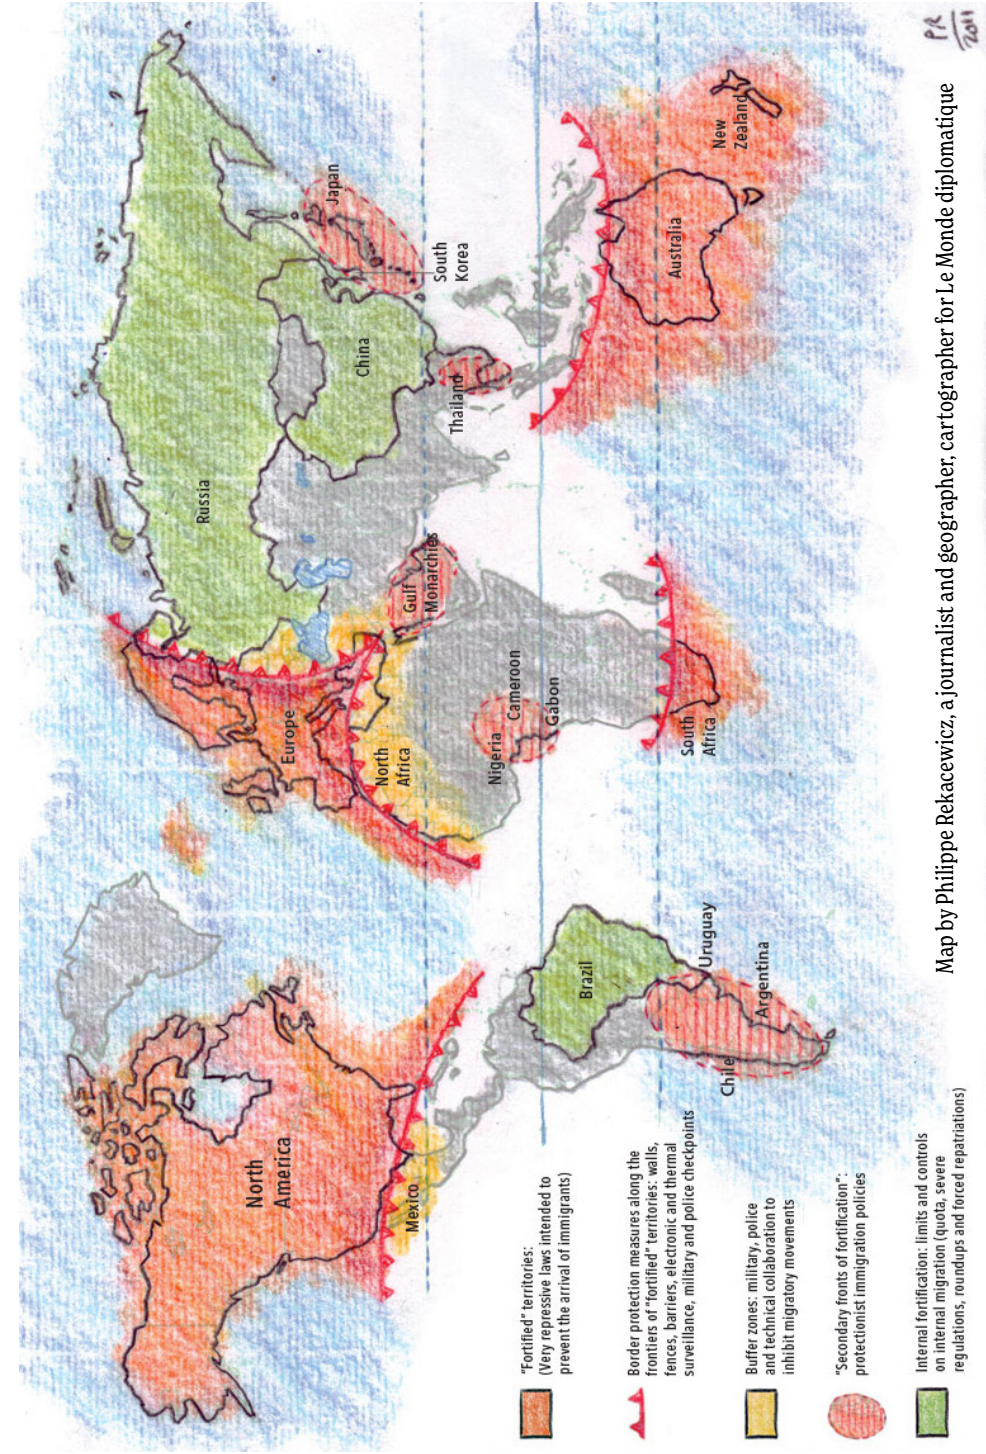 PR
2011
Russia
Japan
South
Korea
China
Thailand
New
Zealand
Australia
Europe
North
Africa
Gulf
Monarchies
Nigeria
Cameroon
Gabon
South
Africa
North
America
Mexico
Brazil
Uruguay
Argentina
Chile
"Fortified" territories:
(Very repressive laws intended to
prevent the arrival of immigrants)
Border protection measures along the
frontiers of "fortified" territories: walls,
fences, barriers, electronic and thermal
surveillance, military and police checkpoints
Buffer zones: military, police
and technical collaboration to
inhibit migratory movements
"Secondary fronts of fortification":
protectionist immigration policies
Internal fortification: limits and controls
on internal migration (quota, severe
regulations, roundups and forced repatriations)
Map by Philippe Rekacewicz, a journalist and geographer, cartographer for Le Monde diplomatique